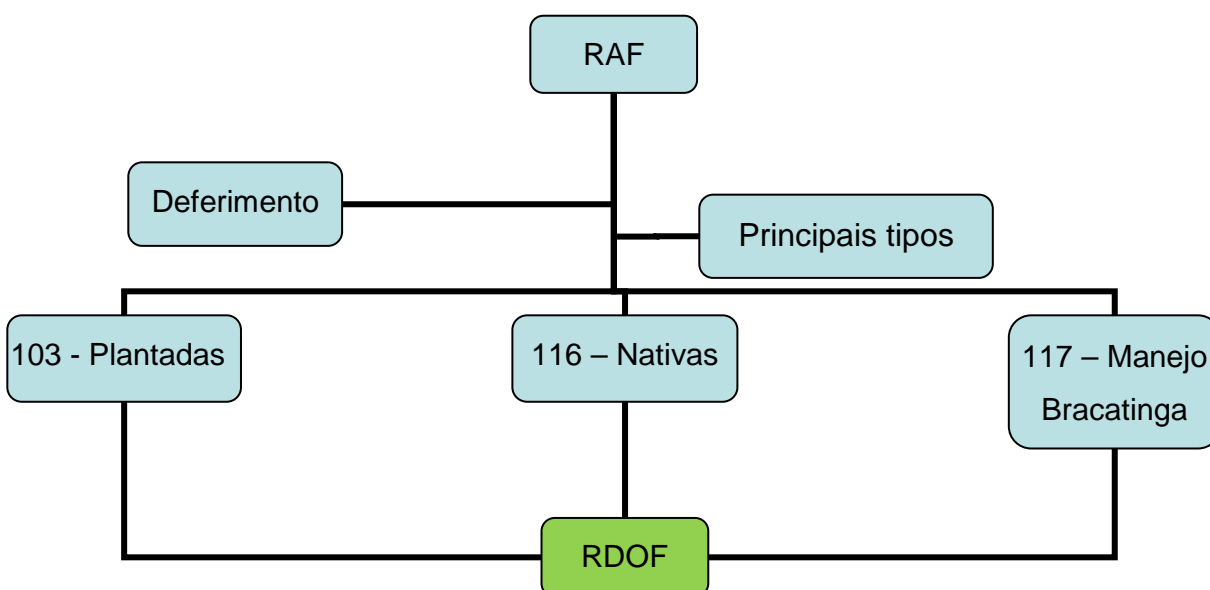 RAF
Deferimento
Principais tipos
103 - Plantadas
116 – Nativas
117 – Manejo
Bracatinga
RDOF